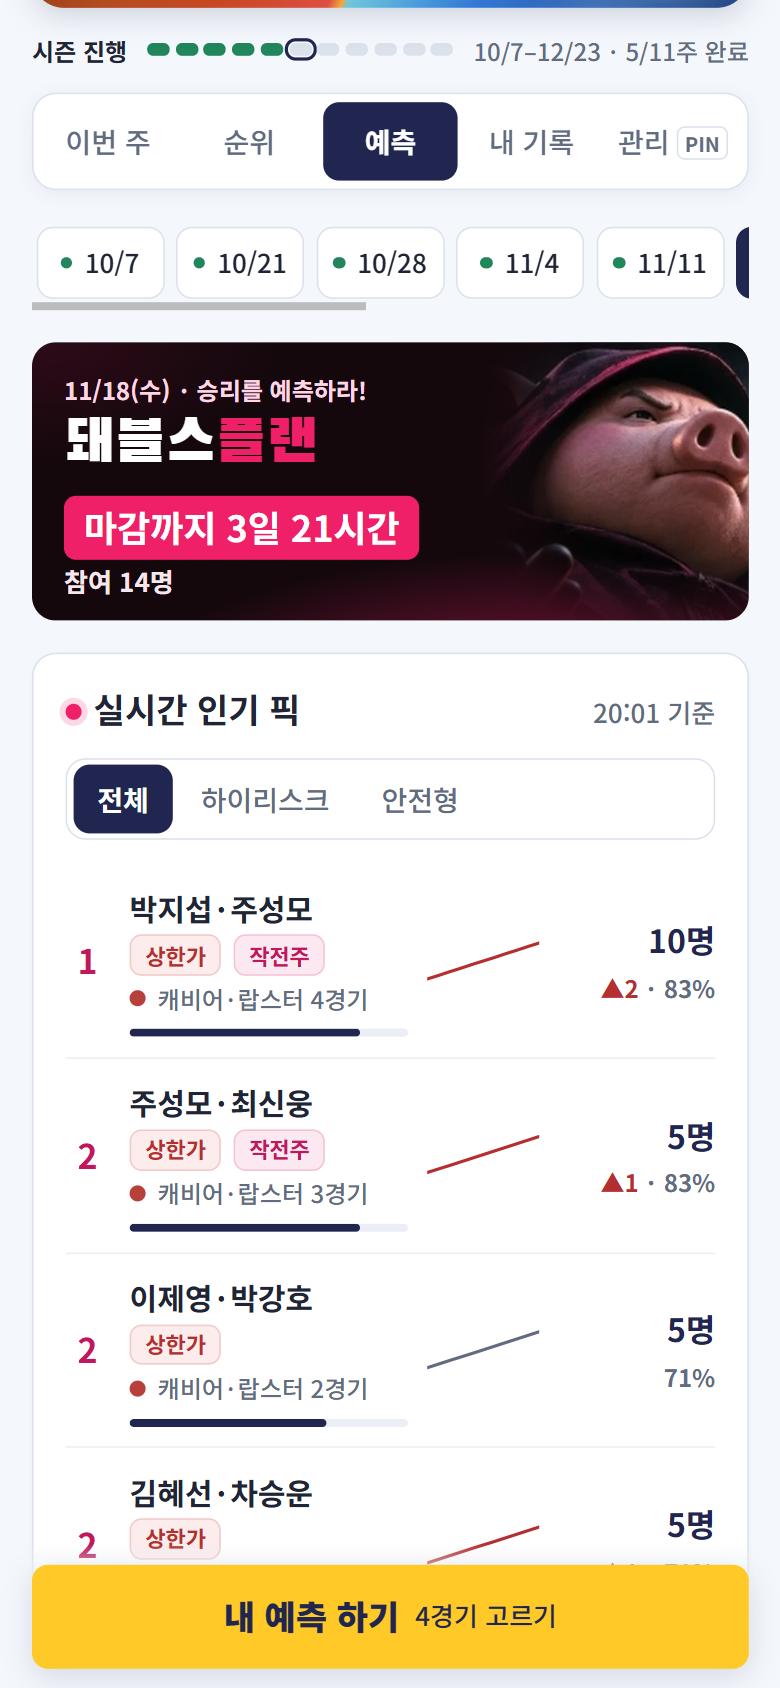 시즌 진행 10/7–12/23 · 5/11주 완료
이번 주 순위 예측 내 기록 관리 PIN
10/7 10/21 10/28 11/4 11/11
11/18(수) · 승리를 예측하라!
돼블스플랜
마감까지 3일 21시간
참여 14명
실시간 인기 픽 20:01 기준
전체 하이리스크 안전형
박지섭·주성모
1 상한가 작전주 10명
캐비어·랍스터 4경기 ▲2 · 83%
주성모·최신웅
2 상한가 작전주 5명
캐비어·랍스터 3경기 ▲1 · 83%
이제영·박강호
2 상한가 5명
캐비어·랍스터 2경기 71%
김혜선·차승운
2 상한가 5명
내 예측 하기 4경기 고르기